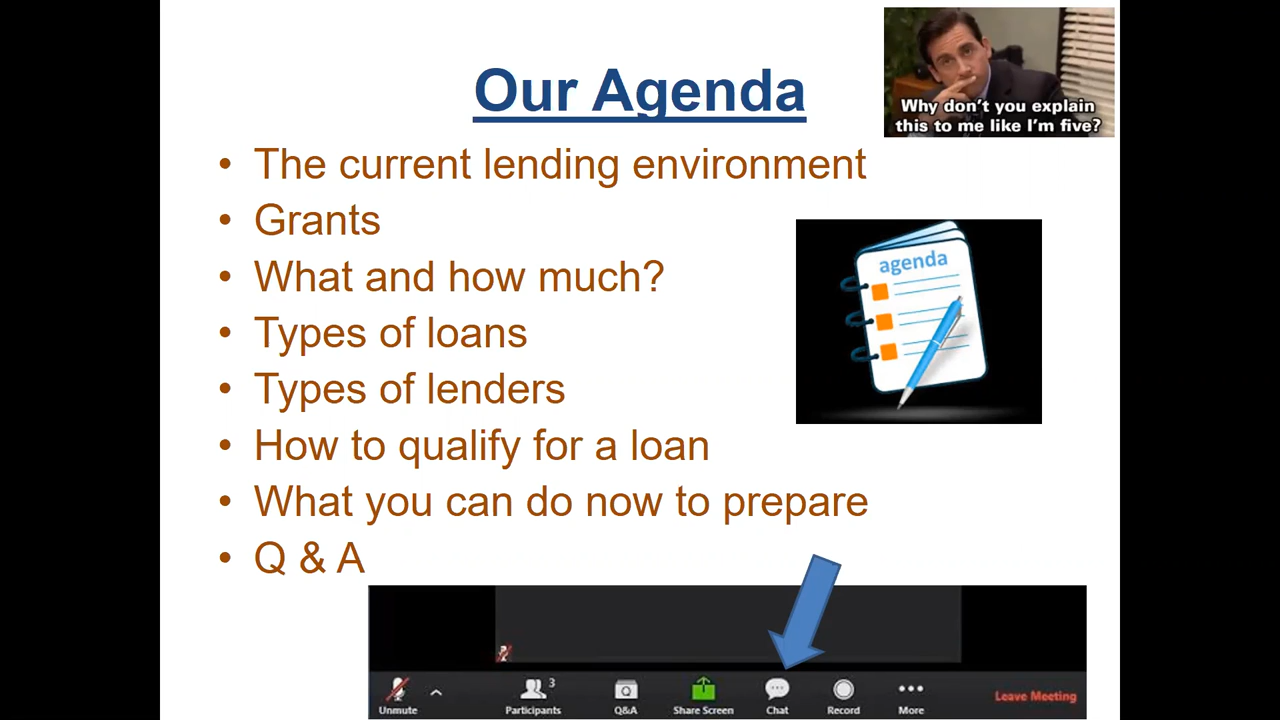 Our Agenda
Why don't you explain
this to me like I'm five?
• The current lending environment
• Grants
• What and how much?
• Types of loans
• Types of lenders
• How to qualify for a loan
• What you can do now to prepare
• Q & A
agenda
3
Q
Unmute
Participants
Q&A
Share Screen
Chat
Record
More
Leave Meeting